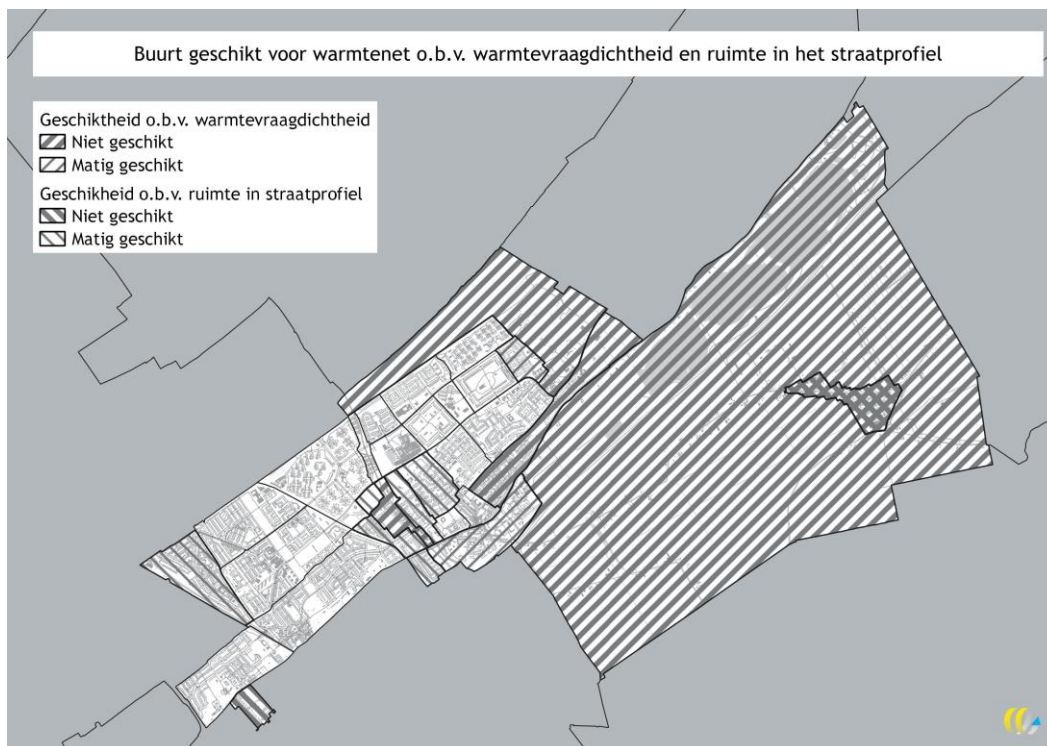 Buurt geschikt voor warmtenet o.b.v. warmtevraagdichtheid en ruimte in het straatprofiel
Geschiktheid o.b.v. warmtevraagdichtheid
Niet geschikt
Matig geschikt
Geschikheid o.b.v. ruimte in straatprofiel
Niet geschikt
Matig geschikt